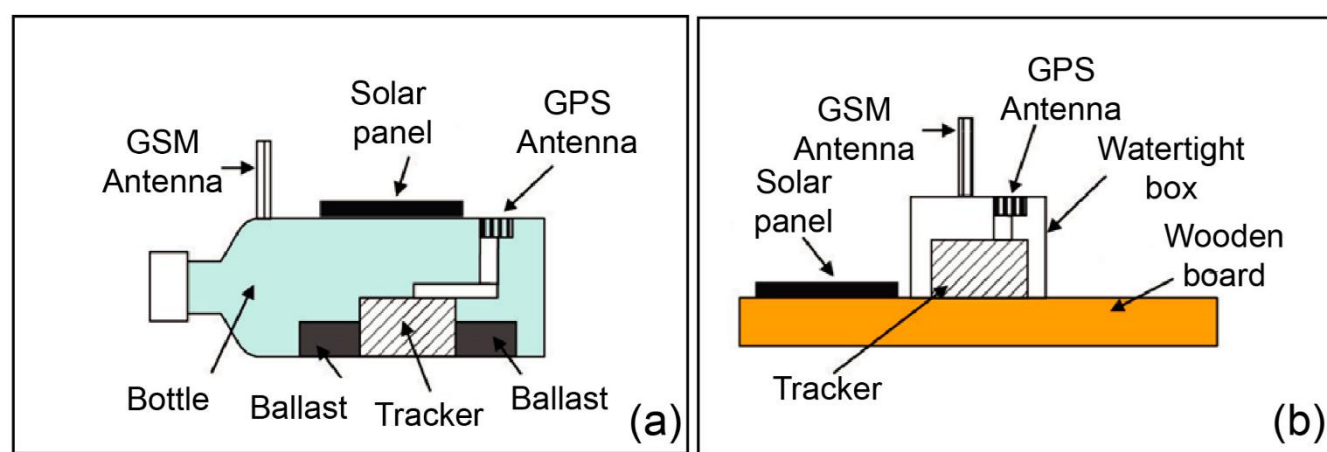 GSM
Antenna
Solar
panel
GPS
Antenna
Bottle
Ballast
Tracker
Ballast
(a)
Solar
panel
GSM
Antenna
GPS
Antenna
Watertight
box
Wooden
board
Tracker
(b)